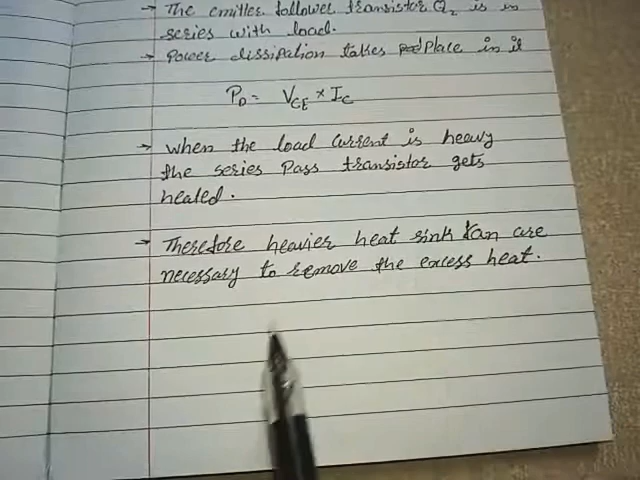 → The emitter follower transistor Q2 is in
series with load.
→ Power dissipation takes place in it
PD = VCE × IC
→ When the load current is heavy
the series Pass transistor gets
heated.
→ Therefore heavier heat sink fan are
necessary to remove the excess heat.